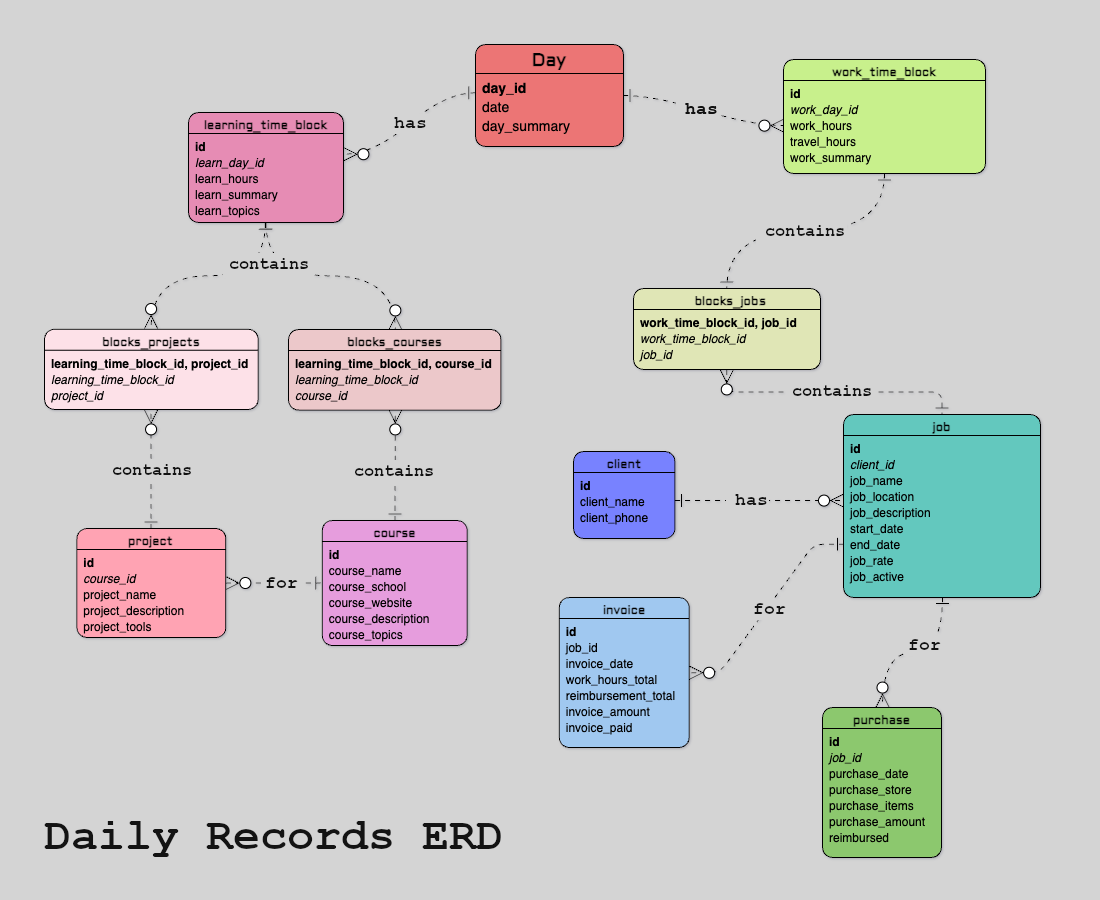 Day
day_id
date
day_summary
has
has
work_time_block
id
work_day_id
work_hours
travel_hours
work_summary
learning_time_block
id
learn_day_id
learn_hours
learn_summary
learn_topics
contains
contains
blocks_projects
learning_time_block_id, project_id
learning_time_block_id
project_id
blocks_courses
learning_time_block_id, course_id
learning_time_block_id
course_id
blocks_jobs
work_time_block_id, job_id
work_time_block_id
job_id
contains
contains
contains
project
id
course_id
project_name
project_description
project_tools
for
course
id
course_name
course_school
course_website
course_description
course_topics
client
id
client_name
client_phone
has
job
id
client_id
job_name
job_location
job_description
start_date
end_date
job_rate
job_active
invoice
id
job_id
invoice_date
work_hours_total
reimbursement_total
invoice_amount
invoice_paid
for
for
purchase
id
job_id
purchase_date
purchase_store
purchase_items
purchase_amount
reimbursed
Daily Records ERD